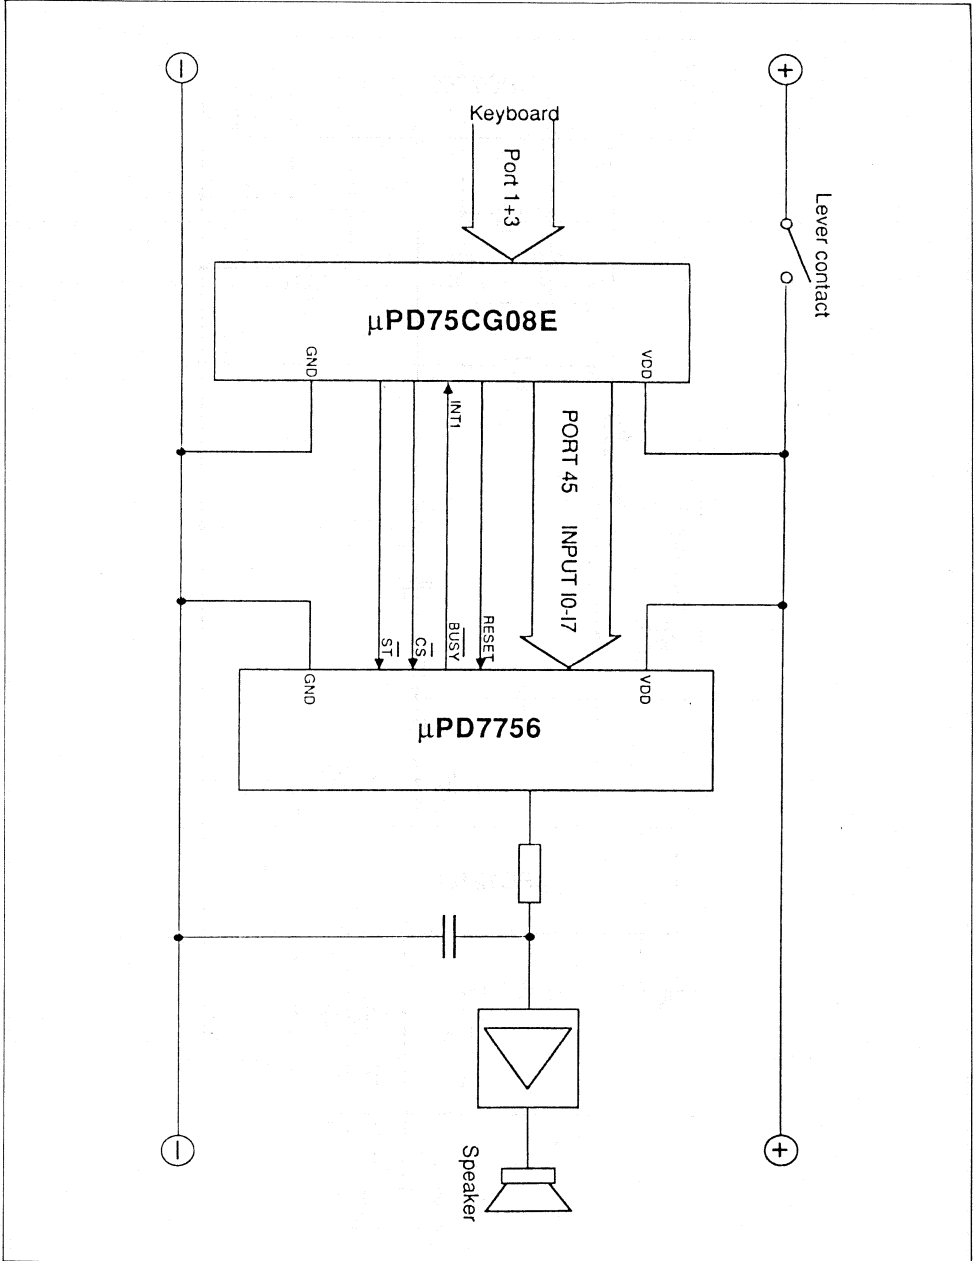 Keyboard
Port 1+3
Lever contact
μPD75CG08E
GND
VDD
INT1
PORT 45 INPUT I0-I7
ST
CS
BUSY
RESET
GND
VDD
μPD7756
Speaker